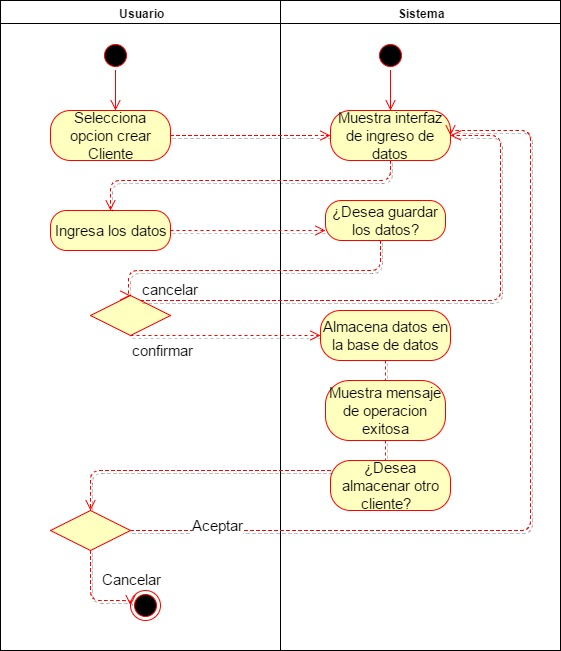 Usuario
Sistema
Selecciona
opcion crear
Cliente
Muestra interfaz
de ingreso de
datos
Ingresa los datos
¿Desea guardar
los datos?
cancelar
confirmar
Almacena datos en
la base de datos
Muestra mensaje
de operacion
exitosa
¿Desea
almacenar otro
cliente?
Aceptar
Cancelar